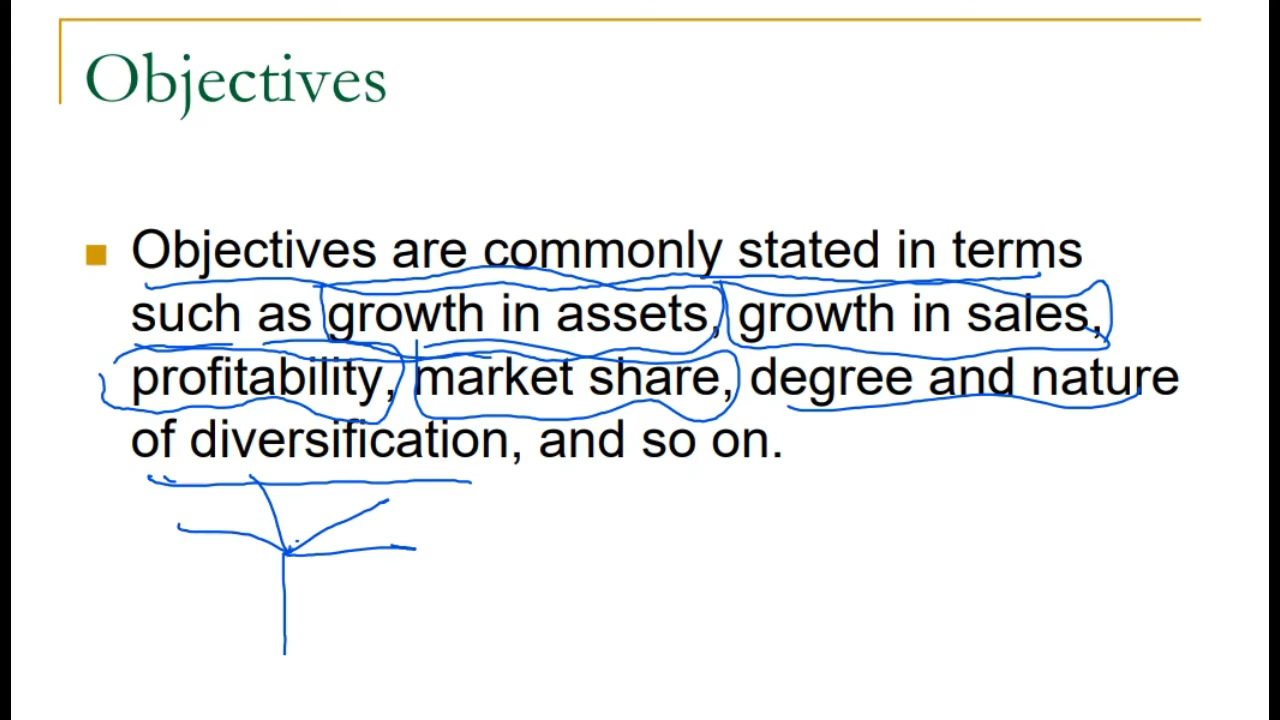 Objectives
Objectives are commonly stated in terms
such as growth in assets, growth in sales,
profitability, market share, degree and nature
of diversification, and so on.